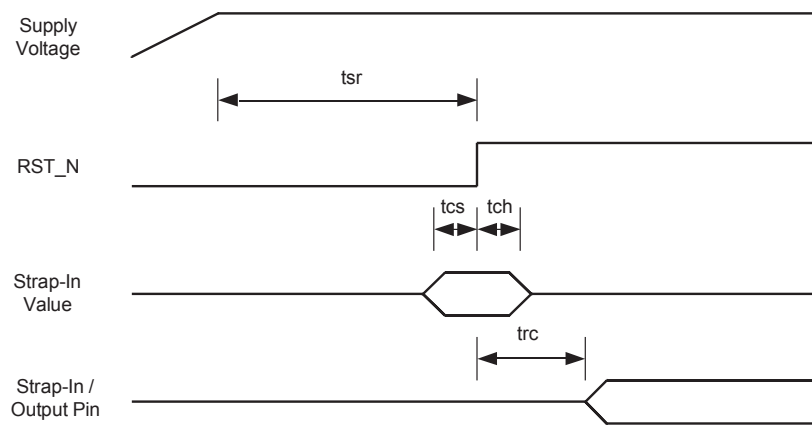 Supply
Voltage
tsr
RST_N
tcs
tch
Strap-In
Value
trc
Strap-In /
Output Pin